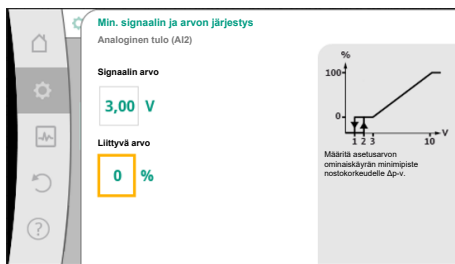 Min. signaalin ja arvon järjestys
Analoginen tulo (AI2)
Signaalin arvo
3,00 V
Liittyvä arvo
0 %
%
100
0
1 2 3 10 V
Määritä asetusarvon
ominaiskäyrän minimipiste
nostokorkeudelle Δp-v.
?